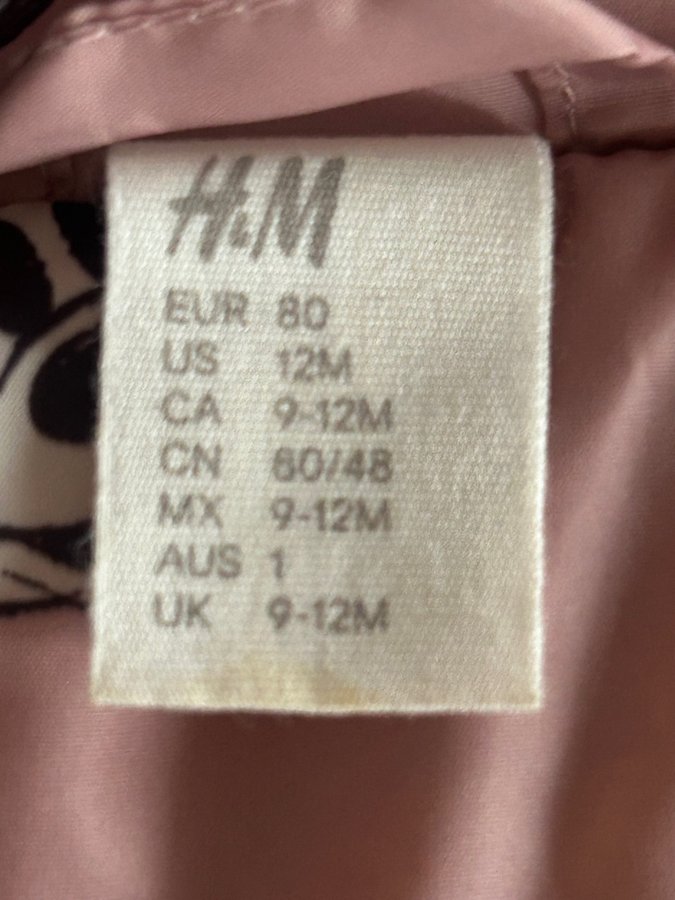 H&M
EUR 80
US 12M
CA 9-12M
CN 80/48
MX 9-12M
AUS 1
UK 9-12M